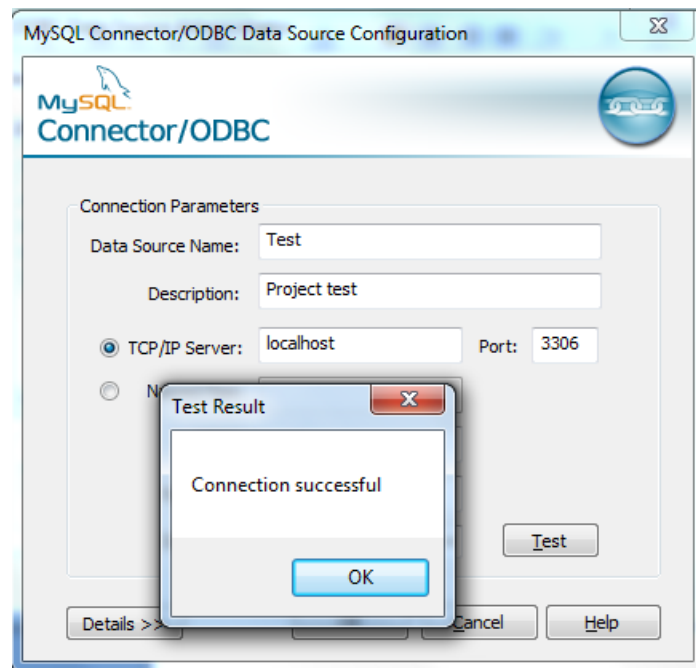 MySQL Connector/ODBC Data Source Configuration
MySQL
Connector/ODBC
Connection Parameters
Data Source Name: Test
Description: Project test
TCP/IP Server: localhost Port: 3306
Test Result
Connection successful
OK
Test
Details >>
Cancel
Help